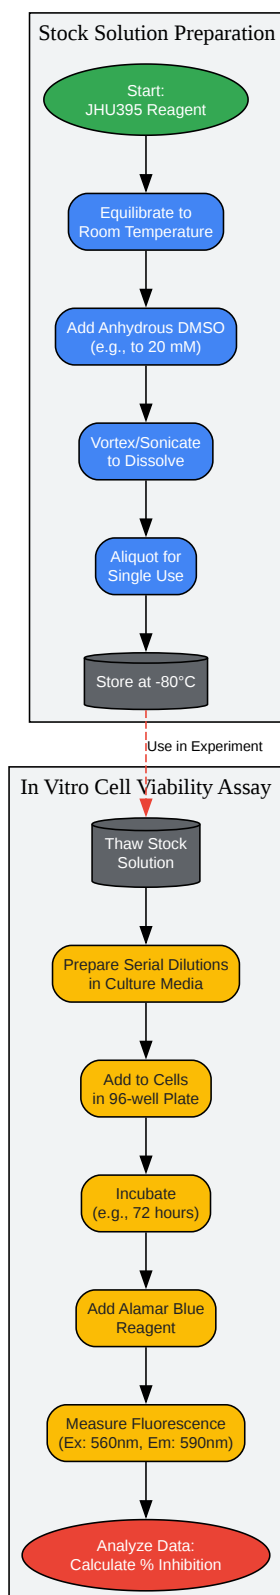 Stock Solution Preparation
Start:
JHU395 Reagent
Equilibrate to
Room Temperature
Add Anhydrous DMSO
(e.g., to 20 mM)
Vortex/Sonicate
to Dissolve
Aliquot for
Single Use
Store at -80°C
Use in Experiment
In Vitro Cell Viability Assay
Thaw Stock
Solution
Prepare Serial Dilutions
in Culture Media
Add to Cells
in 96-well Plate
Incubate
(e.g., 72 hours)
Add Alamar Blue
Reagent
Measure Fluorescence
(Ex: 560nm, Em: 590nm)
Analyze Data:
Calculate % Inhibition